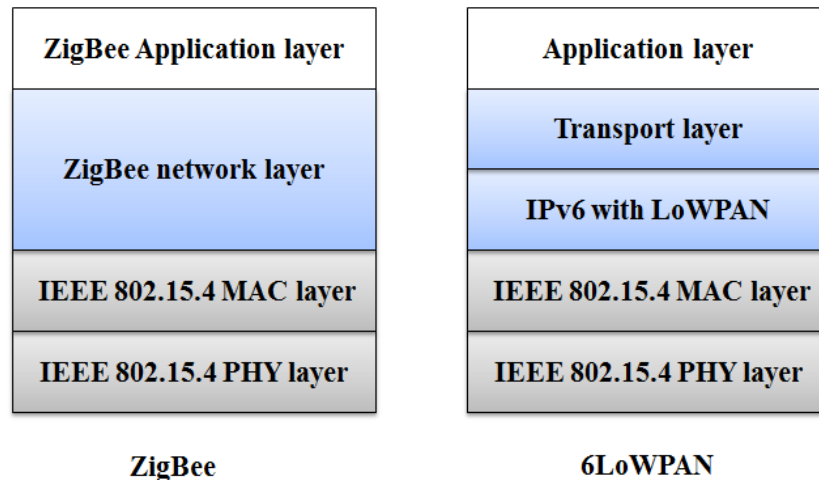 ZigBee Application layer
ZigBee network layer
IEEE 802.15.4 MAC layer
IEEE 802.15.4 PHY layer
ZigBee
Application layer
Transport layer
IPv6 with LoWPAN
IEEE 802.15.4 MAC layer
IEEE 802.15.4 PHY layer
6LoWPAN